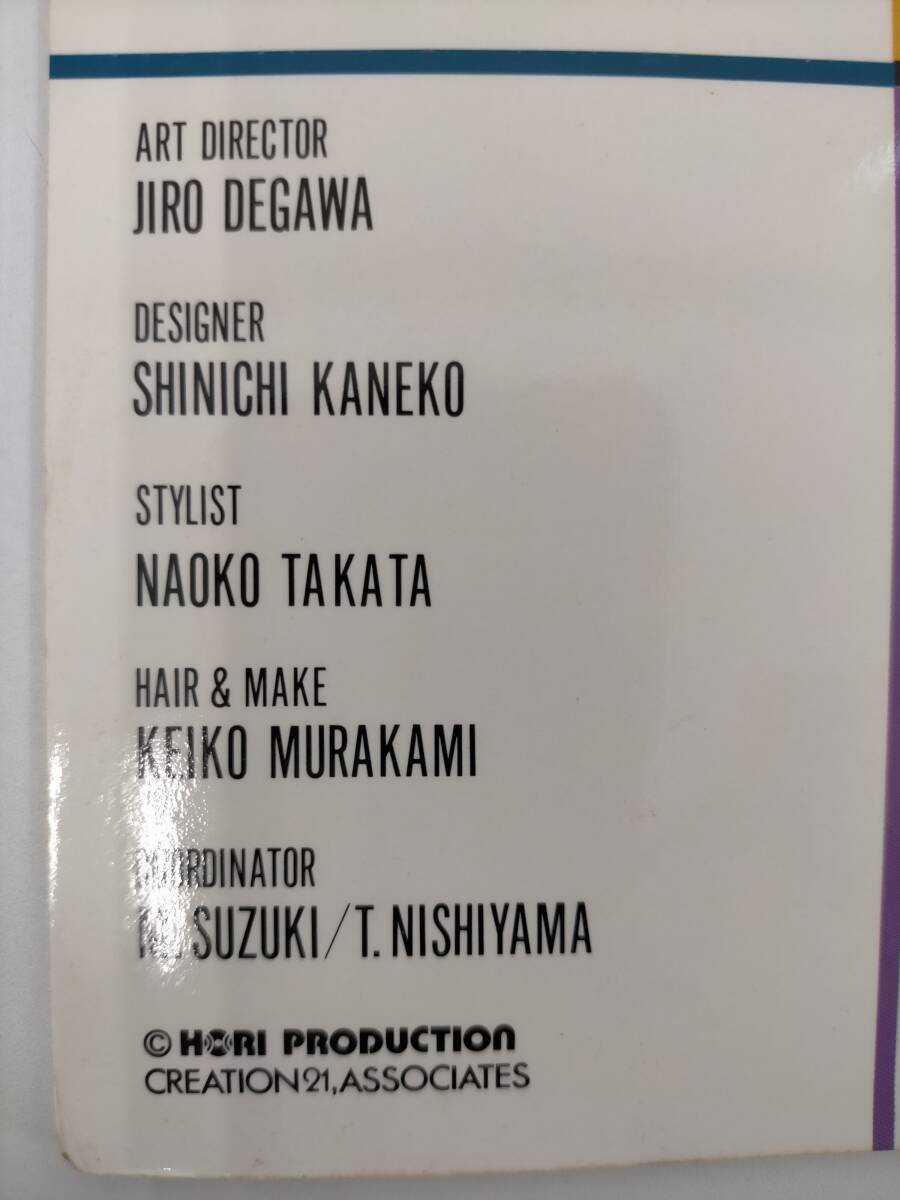 ART DIRECTOR
JIRO DEGAWA
DESIGNER
SHINICHI KANEKO
STYLIST
NAOKO TAKATA
HAIR & MAKE
KEIKO MURAKAMI
COORDINATOR
SUZUKI/T. NISHIYAMA
© HORI PRODUCTION
CREATION21,ASSOCIATES